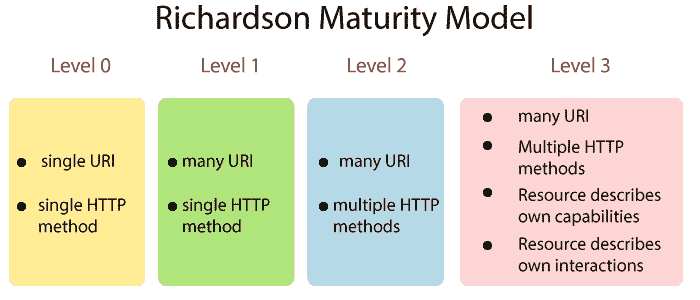 Richardson Maturity Model
Level 0
Level 1
Level 2
Level 3
● single URI
● single HTTP
method
● many URI
● single HTTP
method
● many URI
● multiple HTTP
methods
● many URI
● Multiple HTTP
methods
● Resource describes
own capabilities
● Resource describes
own interactions